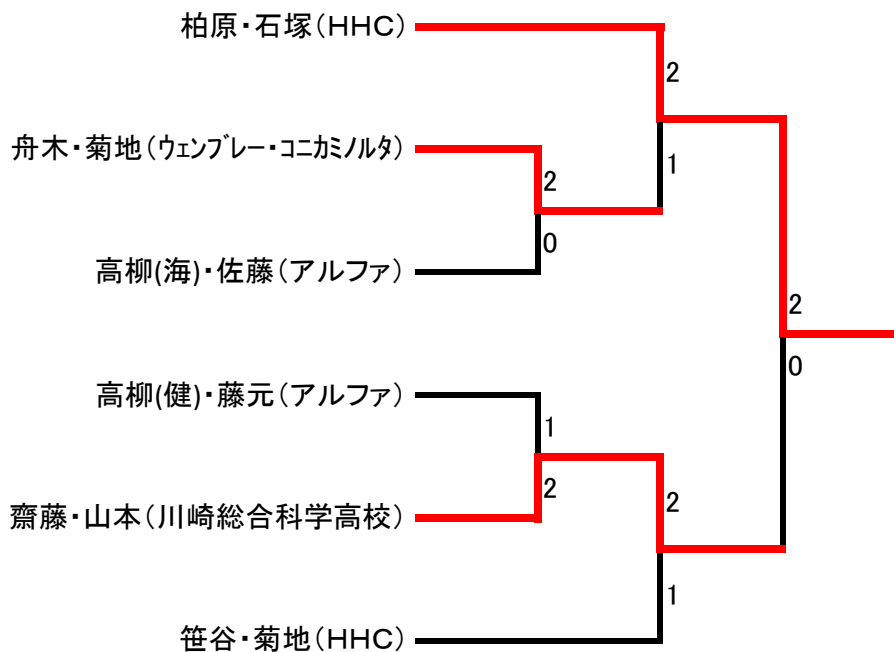 柏原・石塚（ＨＨＣ）
2
舟木・菊地（ウェンブレー・コニカミノルタ）
1
2
0
高柳(海)・佐藤（アルファ）
2
0
高柳(健)・藤元（アルファ）
1
2
2
齋藤・山本（川崎総合科学高校）
1
笹谷・菊地（ＨＨＣ）